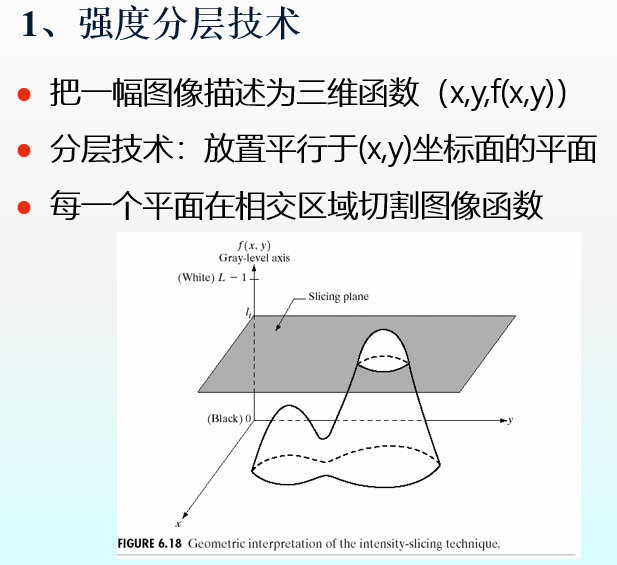 1、强度分层技术
把一幅图像描述为三维函数（x,y,f(x,y)）
分层技术：放置平行于(x,y)坐标面的平面
每一个平面在相交区域切割图像函数
f(x, y)
Gray-level axis
(White) L − 1
Slicing plane
li
(Black) 0
y
x
FIGURE 6.18 Geometric interpretation of the intensity-slicing technique.